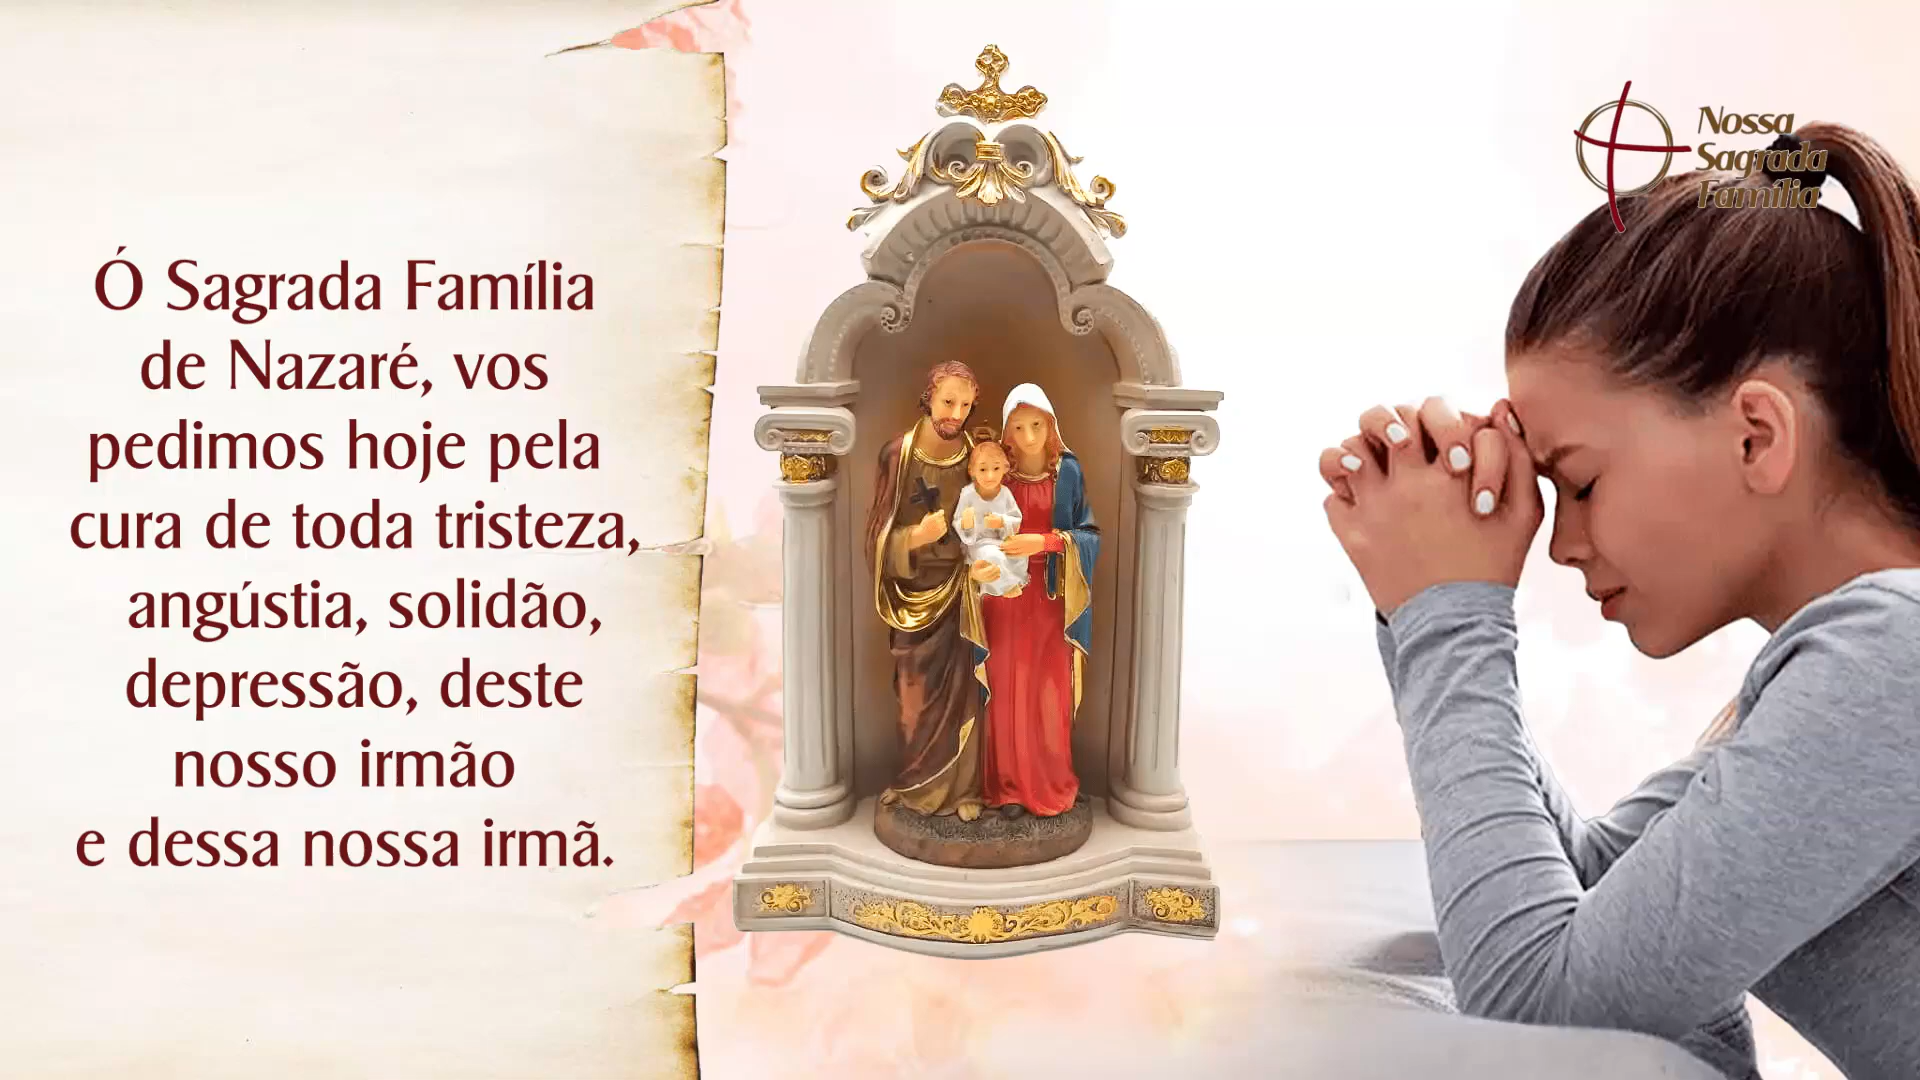 Ó Sagrada Família
de Nazaré, vos
pedimos hoje pela
cura de toda tristeza,
angústia, solidão,
depressão, deste
nosso irmão
e dessa nossa irmã.
Nossa
Sagrada
Família